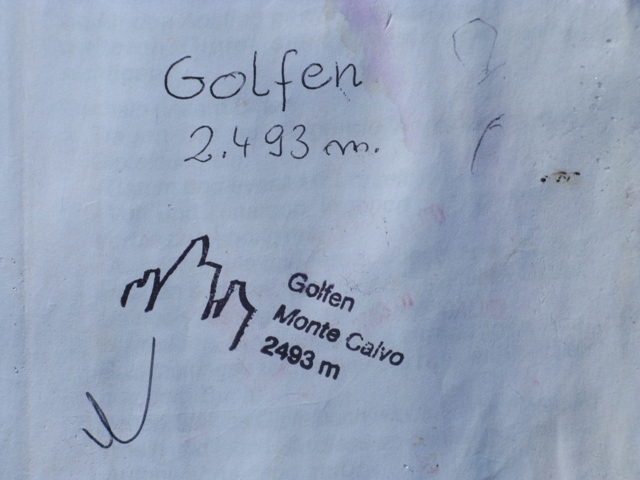 Golfen
2.493 m.
Golfen
Monte Calvo
2493 m